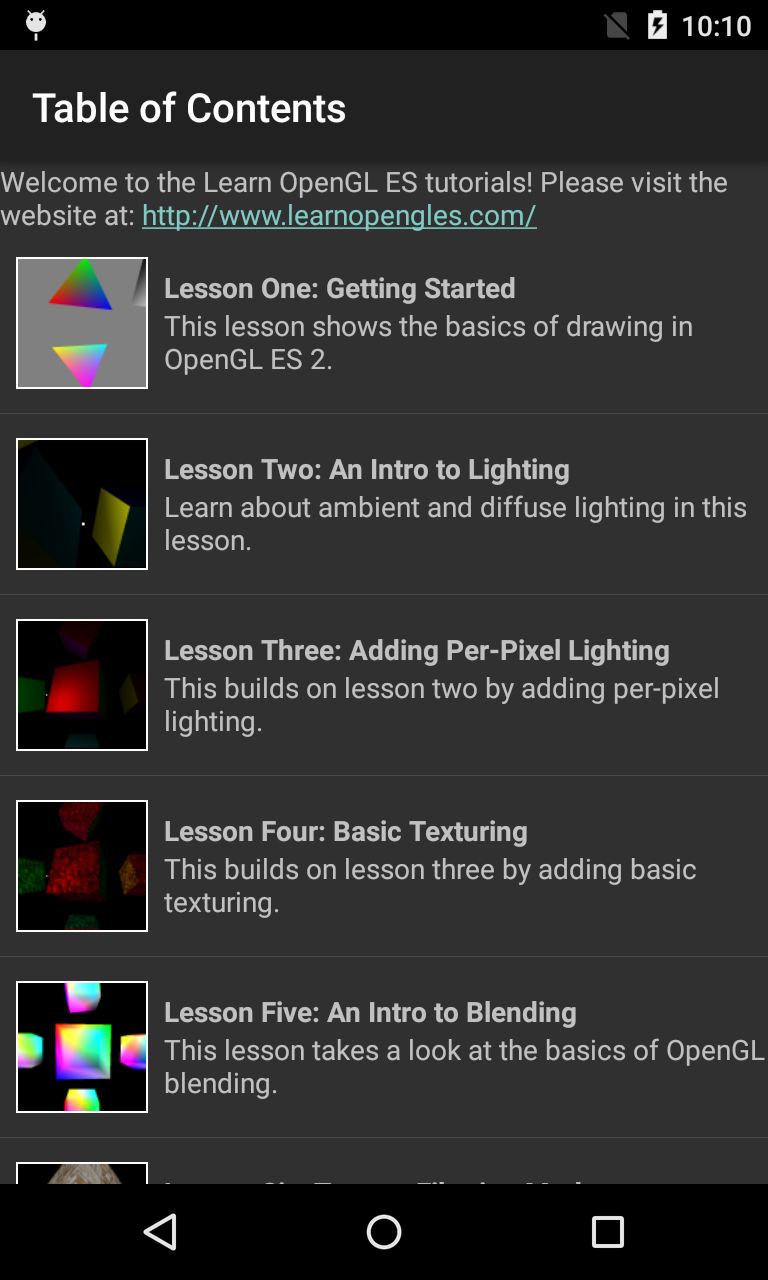 10:10
Table of Contents
Welcome to the Learn OpenGL ES tutorials! Please visit the
website at: http://www.learnopengles.com/
Lesson One: Getting Started
This lesson shows the basics of drawing in
OpenGL ES 2.
Lesson Two: An Intro to Lighting
Learn about ambient and diffuse lighting in this
lesson.
Lesson Three: Adding Per-Pixel Lighting
This builds on lesson two by adding per-pixel
lighting.
Lesson Four: Basic Texturing
This builds on lesson three by adding basic
texturing.
Lesson Five: An Intro to Blending
This lesson takes a look at the basics of OpenGL
blending.